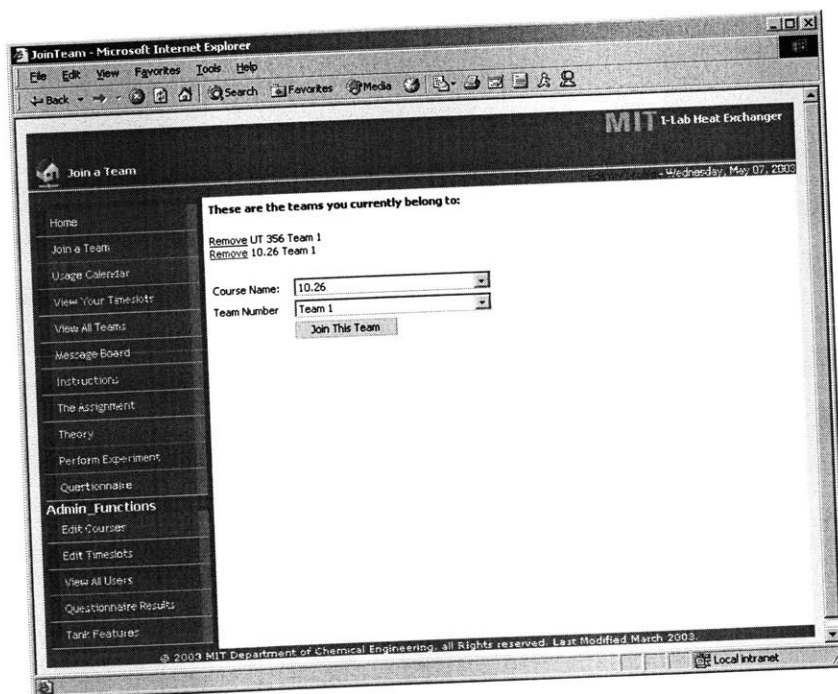 JoinTeam - Microsoft Internet Explorer
File Edit View Favorites Tools Help
Back Search Favorites Media
MIT I-Lab Heat Exchanger
Join a Team
- Wednesday, May 07, 2003
Home
Join a Team
Usage Calendar
View Your Timeslots
View All Teams
Message Board
Instructions
The Assignment
Theory
Perform Experiment
Questionnaire
Admin_Functions
Edit Courses
Edit Timeslots
View All Users
Questionnaire Results
Tank Features
These are the teams you currently belong to:
Remove UT 356 Team 1
Remove 10.26 Team 1
Course Name: 10.26
Team Number Team 1
Join This Team
© 2003 MIT Department of Chemical Engineering, all Rights reserved. Last Modified March 2003.
Local intranet